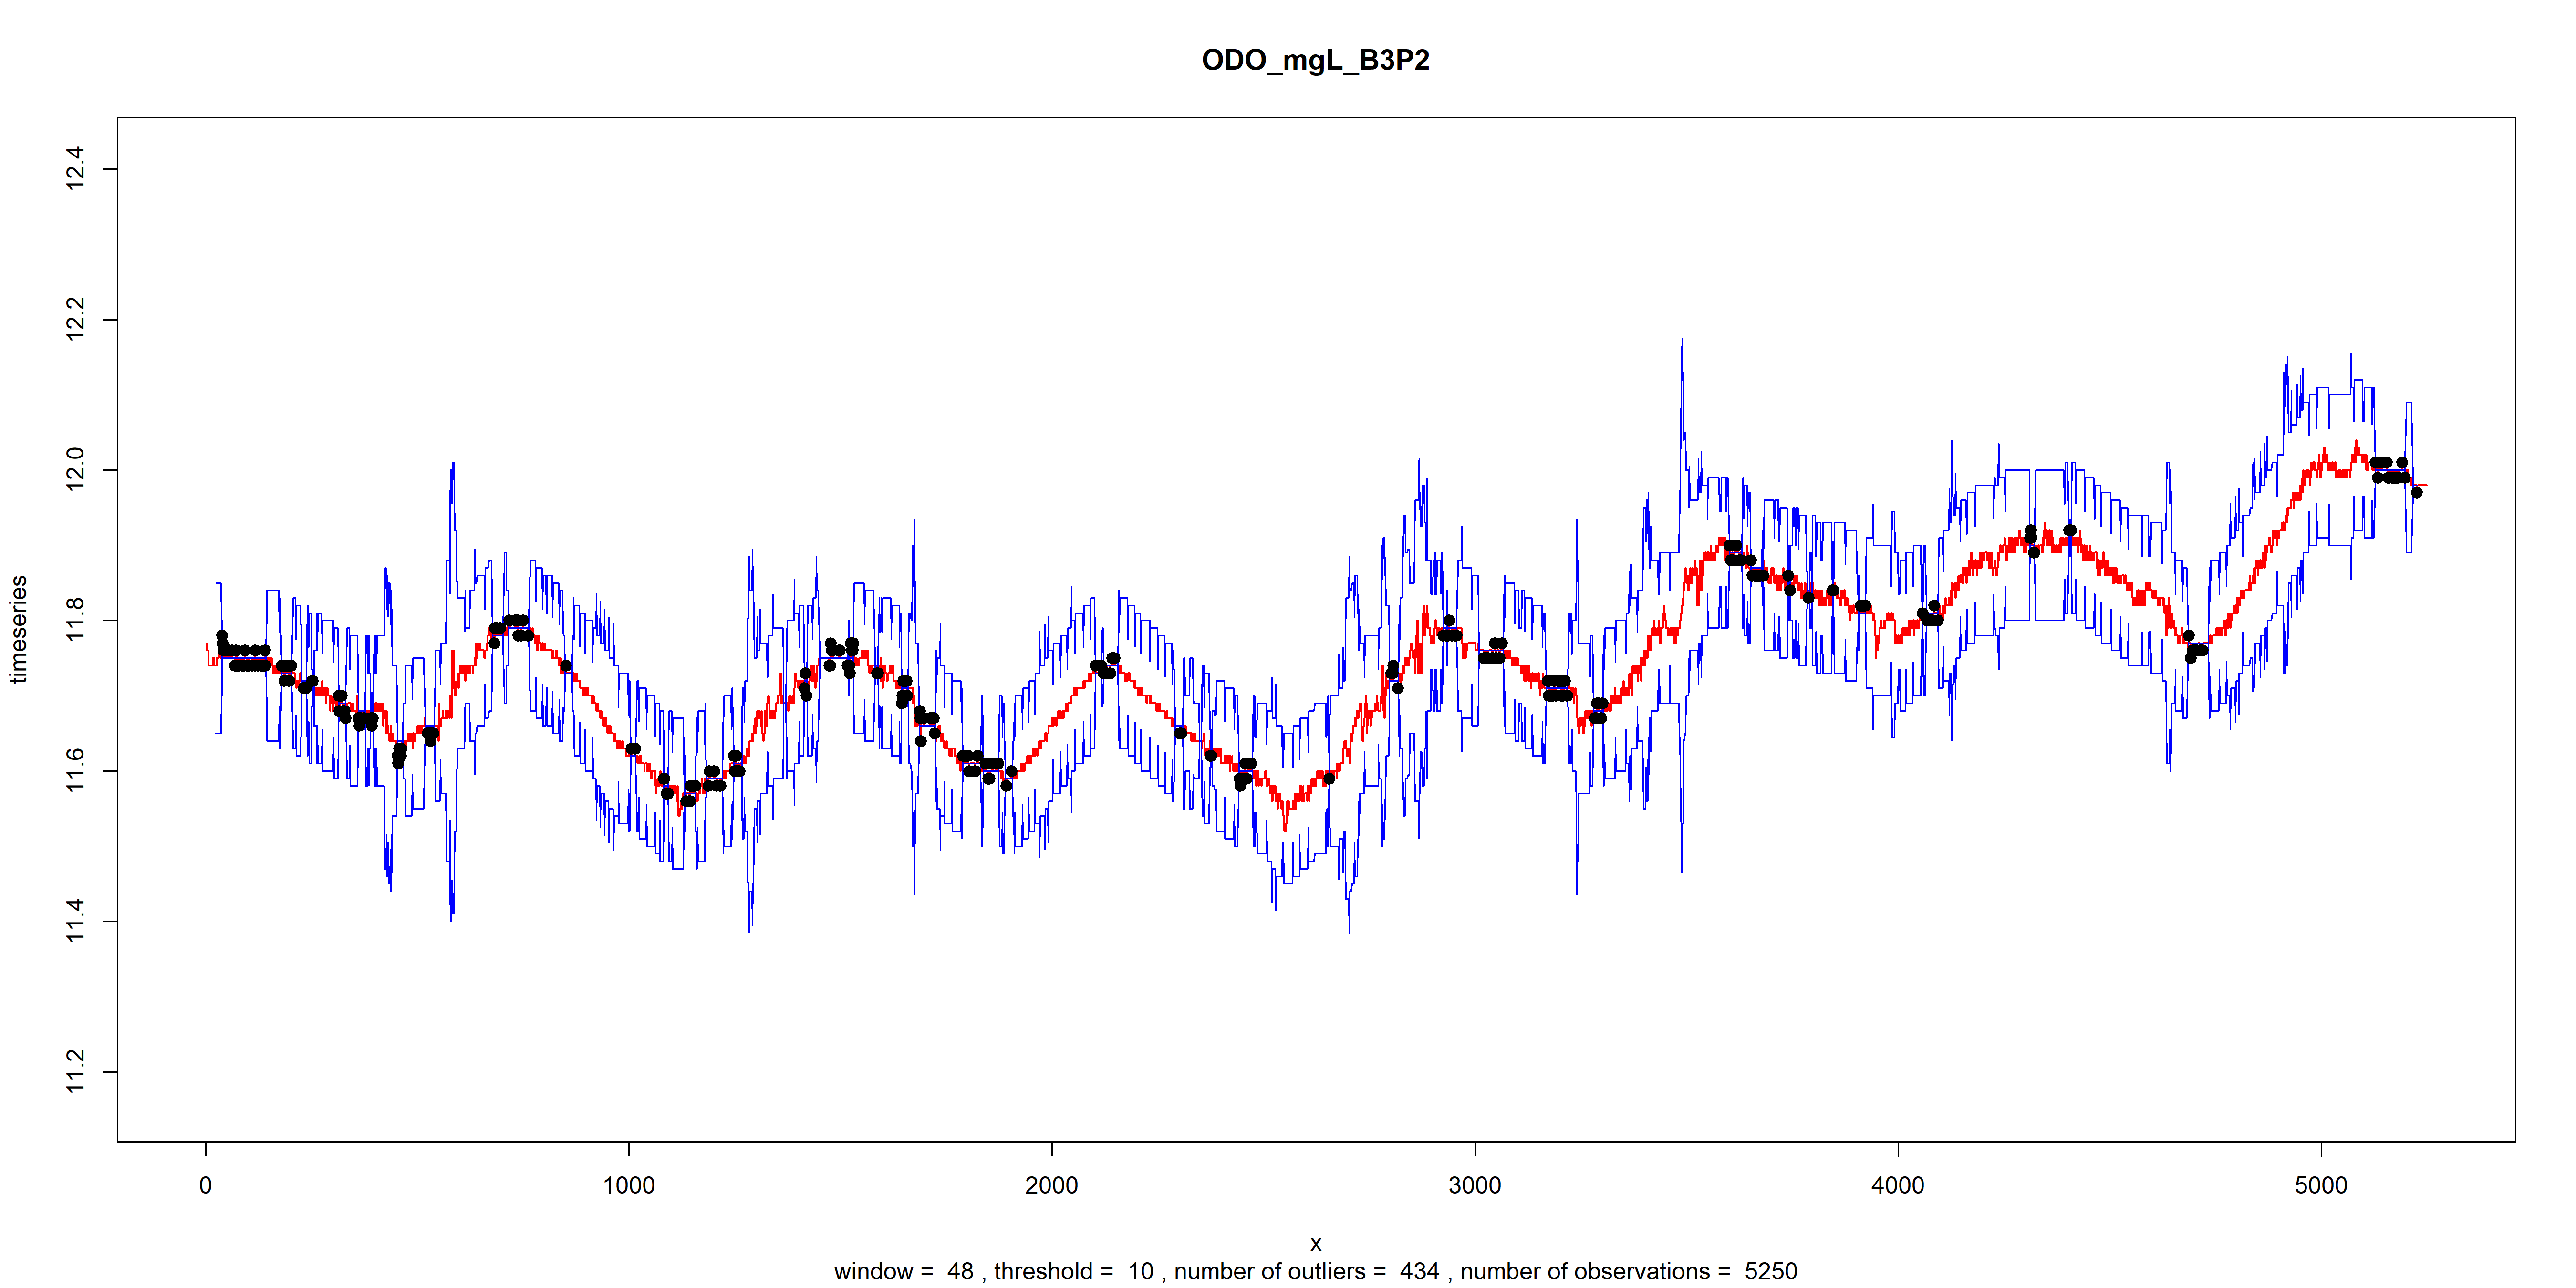 ODO_mgL_B3P2
timeseries
12.4
12.2
12.0
11.8
11.6
11.4
11.2
0 1000 2000 3000 4000 5000
x
window =  48 , threshold =  10 , number of outliers =  434 , number of observations =  5250